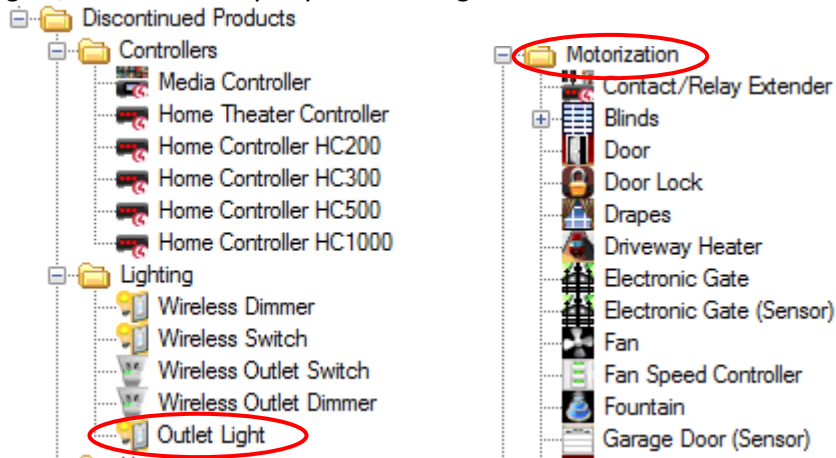 Discontinued Products
Controllers
Media Controller
Home Theater Controller
Home Controller HC200
Home Controller HC300
Home Controller HC500
Home Controller HC1000
Lighting
Wireless Dimmer
Wireless Switch
Wireless Outlet Switch
Wireless Outlet Dimmer
Outlet Light
Motorization
Contact/Relay Extender
Blinds
Door
Door Lock
Drapes
Driveway Heater
Electronic Gate
Electronic Gate (Sensor)
Fan
Fan Speed Controller
Fountain
Garage Door (Sensor)